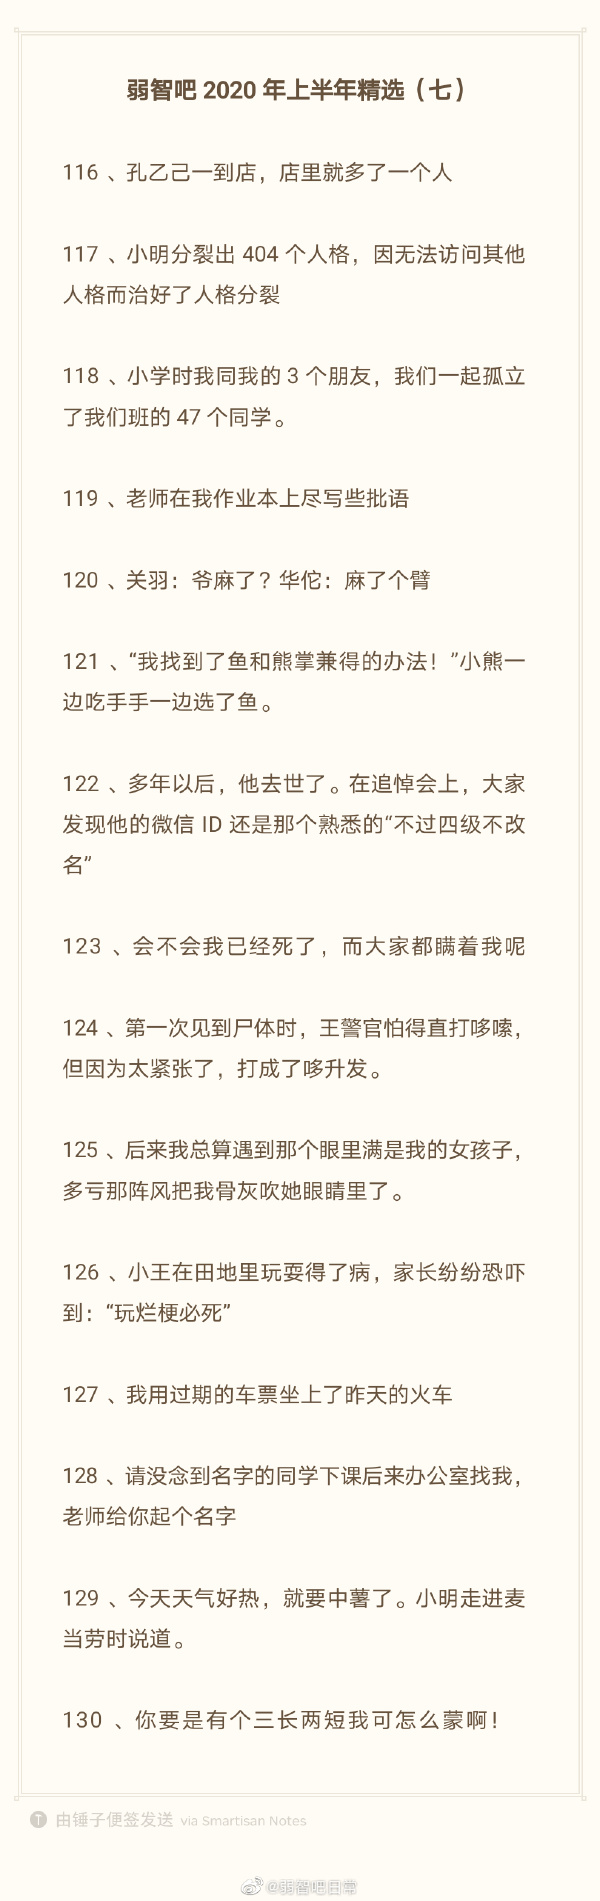 弱智吧 2020 年上半年精选（七）
116 、孔乙己一到店，店里就多了一个人
117 、小明分裂出 404 个人格，因无法访问其他
人格而治好了人格分裂
118 、小学时我同我的 3 个朋友，我们一起孤立
了我们班的 47 个同学。
119 、老师在我作业本上尽写些批语
120 、关羽：爷麻了？华佗：麻了个臂
121 、“我找到了鱼和熊掌兼得的办法！”小熊一
边吃手手一边选了鱼。
122 、多年以后，他去世了。在追悼会上，大家
发现他的微信 ID 还是那个熟悉的“不过四级不改
名”
123 、会不会我已经死了，而大家都瞒着我呢
124 、第一次见到尸体时，王警官怕得直打哆嗦，
但因为太紧张了，打成了哆升发。
125 、后来我总算遇到那个眼里满是我的女孩子，
多亏那阵风把我骨灰吹她眼睛里了。
126 、小王在田地里玩耍得了病，家长纷纷恐吓
到：“玩烂梗必死”
127 、我用过期的车票坐上了昨天的火车
128 、请没念到名字的同学下课后来办公室找我，
老师给你起个名字
129 、今天天气好热，就要中薯了。小明走进麦
当劳时说道。
130 、你要是有个三长两短我可怎么蒙啊！
T 由锤子便签发送 via Smartisan Notes
@弱智吧日常